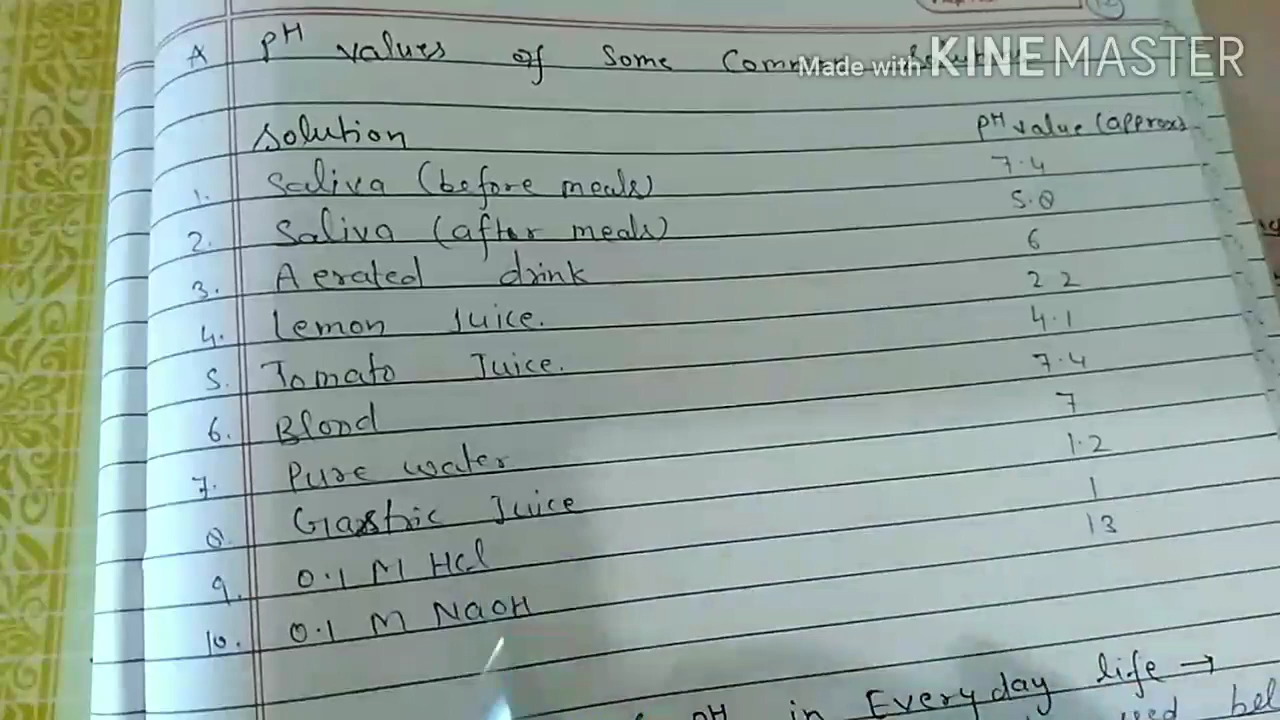 A pH values of Some Common
Made with KINEMASTER
Solution pH value (approx)
1. Saliva (before meals) 7.4
2. Saliva (after meals) 5.8
3. Aerated drink 6
4. Lemon Juice. 2.2
5. Tomato Juice. 4.1
6. Blood 7.4
7. Pure water 7
8. Gastric Juice 1.2
9. 0.1 M HCl 1
10. 0.1 M NaOH 13
pH in Everyday life →